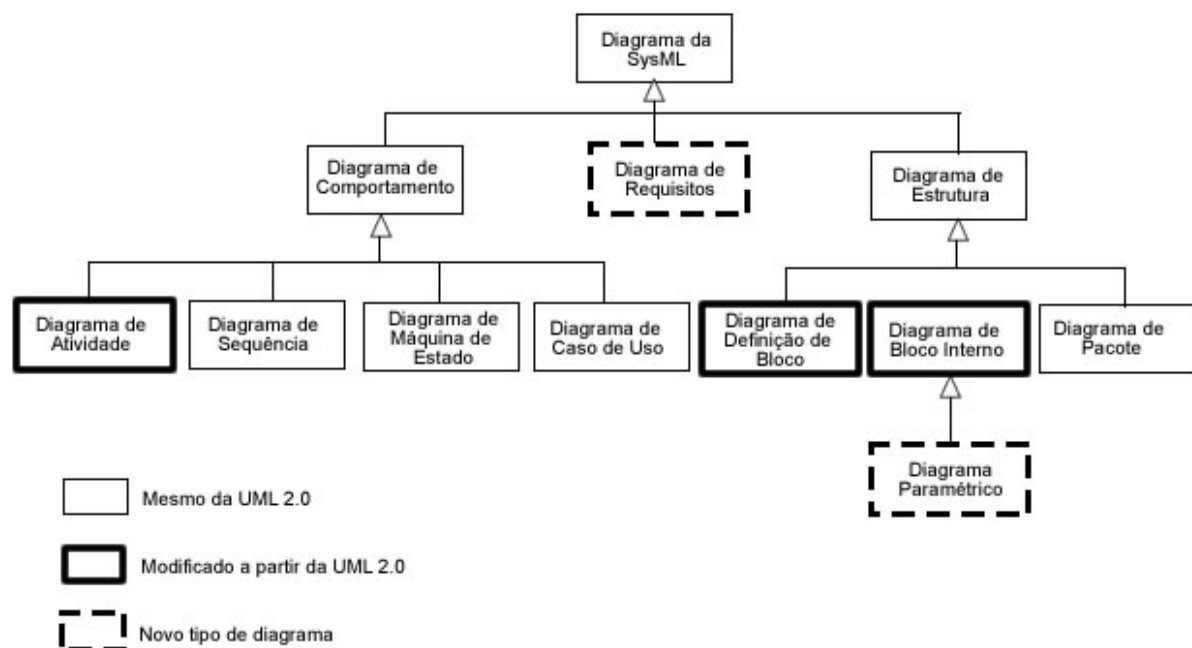 Diagrama da
SysML
Diagrama de
Comportamento
Diagrama de
Requisitos
Diagrama de
Estrutura
Diagrama de
Atividade
Diagrama de
Sequência
Diagrama de
Máquina de
Estado
Diagrama de
Caso de Uso
Diagrama de
Definição de
Bloco
Diagrama de
Bloco Interno
Diagrama de
Pacote
Diagrama
Paramétrico
Mesmo da UML 2.0
Modificado a partir da UML 2.0
Novo tipo de diagrama